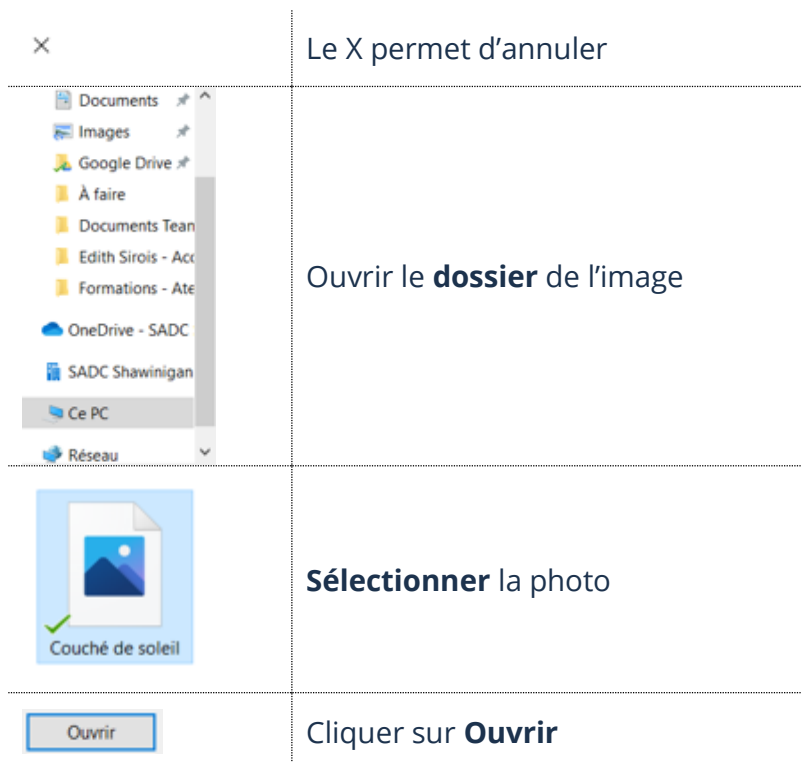 Le X permet d’annuler
Documents
Images
Google Drive
À faire
Documents Tean
Edith Sirois - Acc
Formations - Ate
OneDrive - SADC
SADC Shawinigan
Ce PC
Réseau
Ouvrir le dossier de l’image
Couché de soleil
Sélectionner la photo
Ouvrir
Cliquer sur Ouvrir